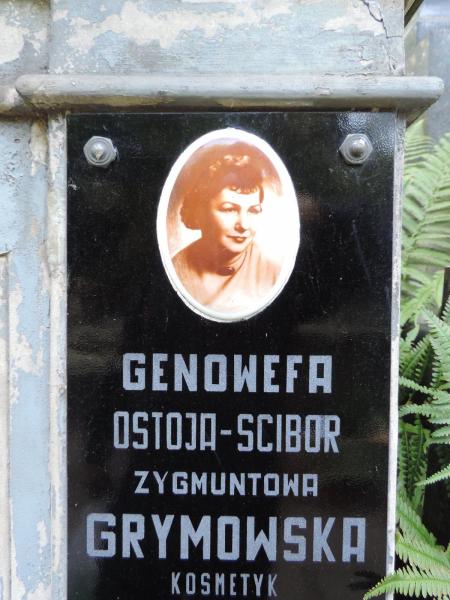 GENOWEFA
OSTOJA-SCIBOR
ZYGMUNTOWA
GRYMOWSKA
KOSMETYK